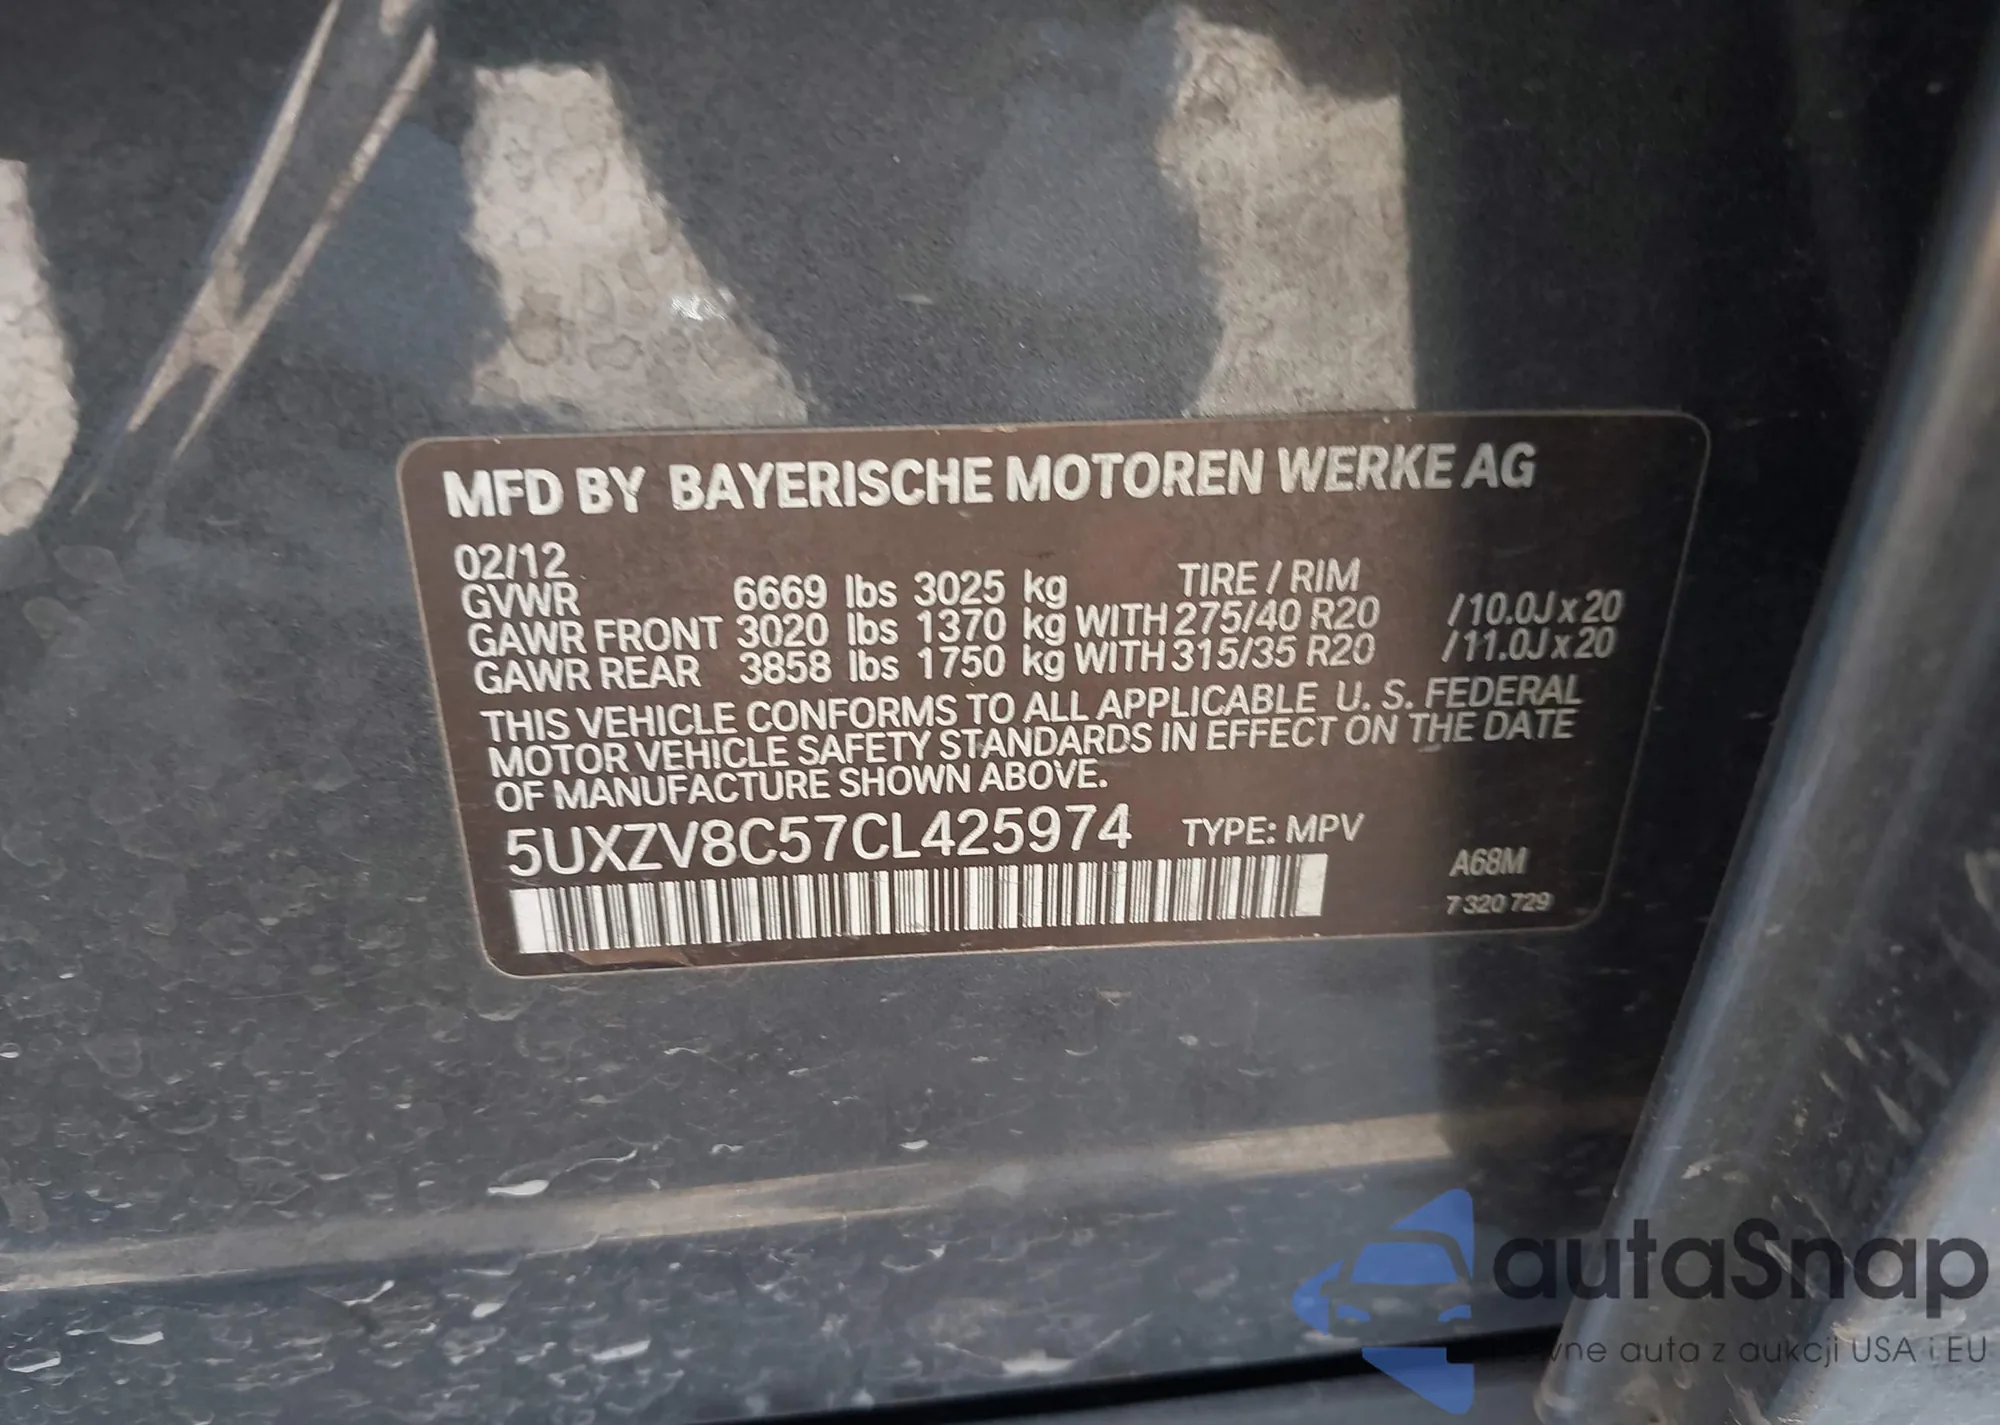 MFD BY BAYERISCHE MOTOREN WERKE AG
02/12
GVWR 6669 lbs 3025 kg TIRE / RIM
GAWR FRONT 3020 lbs 1370 kg WITH 275/40 R20 /10.0J x 20
GAWR REAR 3858 lbs 1750 kg WITH 315/35 R20 /11.0J x 20
THIS VEHICLE CONFORMS TO ALL APPLICABLE U. S. FEDERAL
MOTOR VEHICLE SAFETY STANDARDS IN EFFECT ON THE DATE
OF MANUFACTURE SHOWN ABOVE.
5UXZV8C57CL425974 TYPE: MPV
A68M
7 320 729
autaSnap
auta z aukcji USA i EU